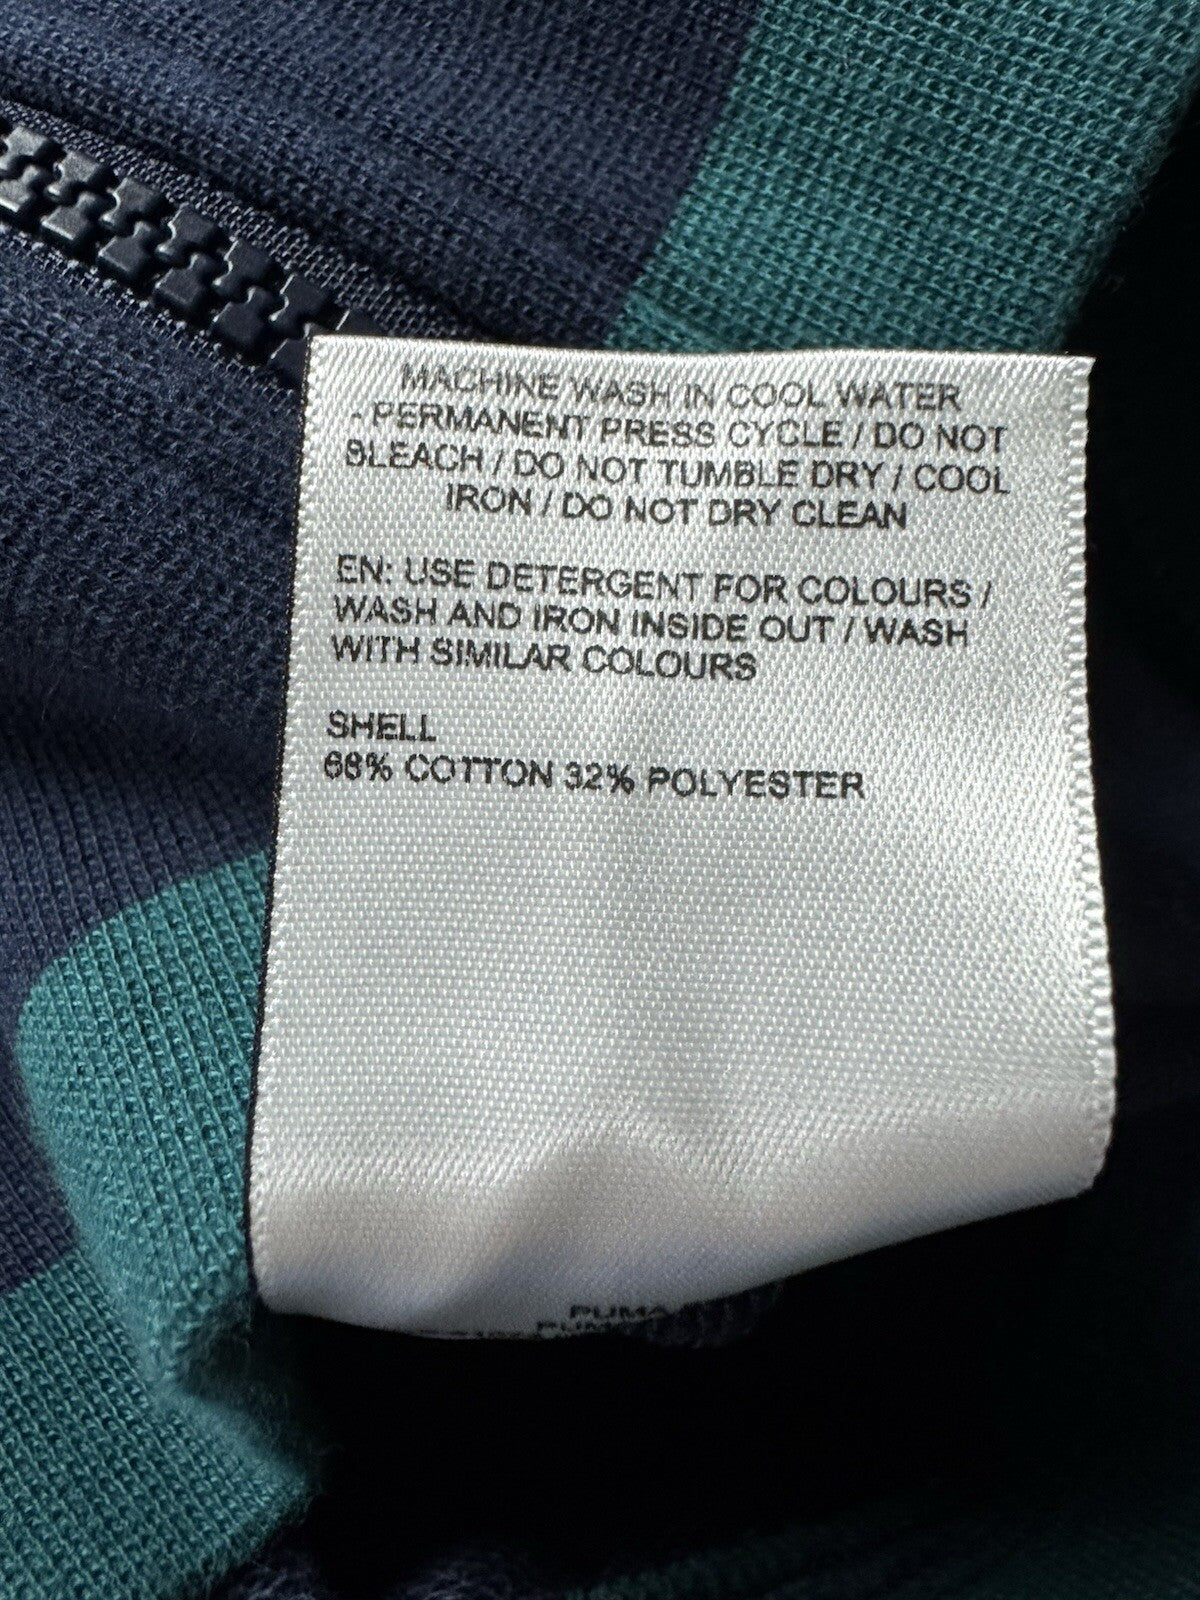 MACHINE WASH IN COOL WATER
- PERMANENT PRESS CYCLE / DO NOT
BLEACH / DO NOT TUMBLE DRY / COOL
IRON / DO NOT DRY CLEAN
EN: USE DETERGENT FOR COLOURS /
WASH AND IRON INSIDE OUT / WASH
WITH SIMILAR COLOURS
SHELL
68% COTTON 32% POLYESTER
PUMA